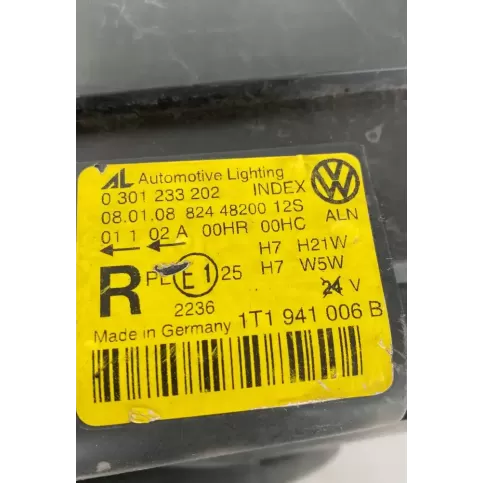 AL Automotive Lighting
0 301 233 202 INDEX
08.01.08 824 48200 12S ALN
01 1 02 A 00HR 00HC
H7 H21W
R PL E1 25 H7 W5W
2236 24 V
Made in Germany 1T1 941 006 B